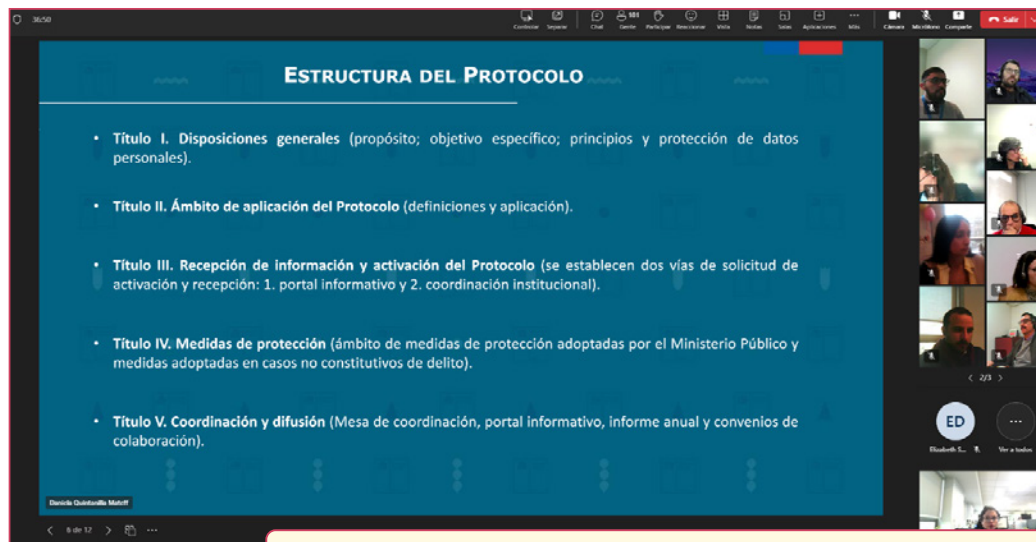 36:50
Chat
Gente
Participar
Reaccionar
Vista
Notas
Salas
Aplicaciones
Más
Cámara
Micrófono
Compartir
Salir
ESTRUCTURA DEL PROTOCOLO
• Título I. Disposiciones generales (propósito; objetivo específico; principios y protección de datos
personales).
• Título II. Ámbito de aplicación del Protocolo (definiciones y aplicación).
• Título III. Recepción de información y activación del Protocolo (se establecen dos vías de solicitud de
activación y recepción: 1. portal informativo y 2. coordinación institucional).
• Título IV. Medidas de protección (ámbito de medidas de protección adoptadas por el Ministerio Público y
medidas adoptadas en casos no constitutivos de delito).
• Título V. Coordinación y difusión (Mesa de coordinación, portal informativo, informe anual y convenios de
colaboración).
2/3
ED
Elizabeth S...
Ver a todos
Daniela Quintanilla Mateff
6 de 12